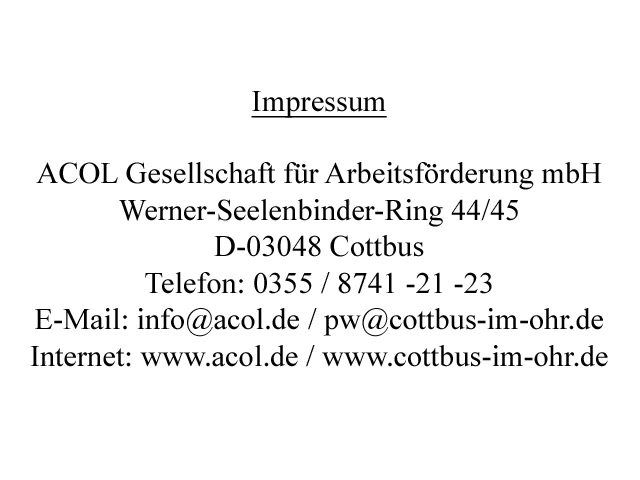 Impressum
ACOL Gesellschaft für Arbeitsförderung mbH
Werner-Seelenbinder-Ring 44/45
D-03048 Cottbus
Telefon: 0355 / 8741 -21 -23
E-Mail: info@acol.de / pw@cottbus-im-ohr.de
Internet: www.acol.de / www.cottbus-im-ohr.de